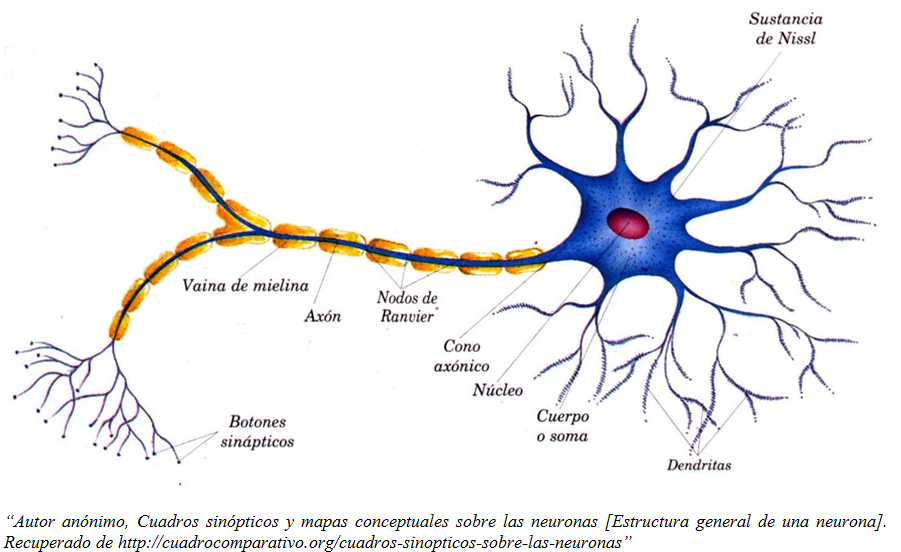 Sustancia
de Nissl
Vaina de mielina
Axón
Nodos de
Ranvier
Cono
axónico
Núcleo
Cuerpo
o soma
Dendritas
Botones
sinápticos
“Autor anónimo, Cuadros sinópticos y mapas conceptuales sobre las neuronas [Estructura general de una neurona].
Recuperado de http://cuadrocomparativo.org/cuadros-sinopticos-sobre-las-neuronas”